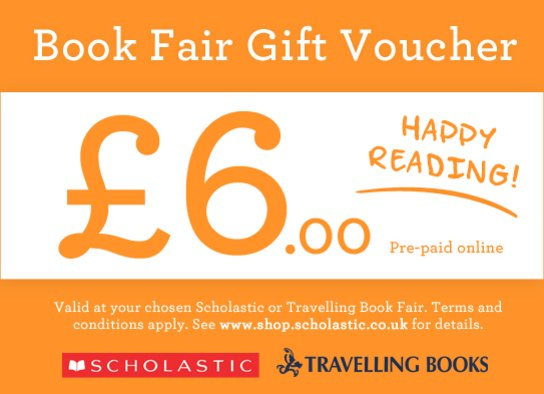 Book Fair Gift Voucher
£6.00
HAPPY
READING!
Pre-paid online
Valid at your chosen Scholastic or Travelling Book Fair. Terms and
conditions apply. See www.shop.scholastic.co.uk for details.
SCHOLASTIC
TRAVELLING BOOKS